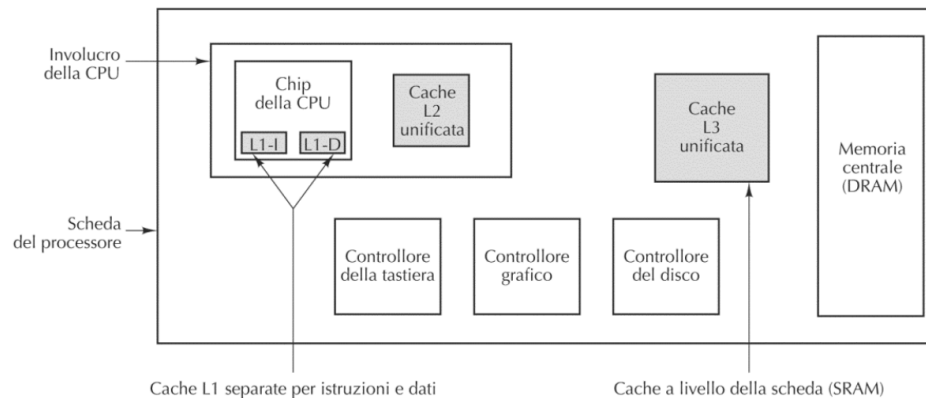 Involucro
della CPU
Chip
della CPU
L1-I
L1-D
Cache
L2
unificata
Cache
L3
unificata
Memoria
centrale
(DRAM)
Scheda
del processore
Controllore
della tastiera
Controllore
grafico
Controllore
del disco
Cache L1 separate per istruzioni e dati
Cache a livello della scheda (SRAM)